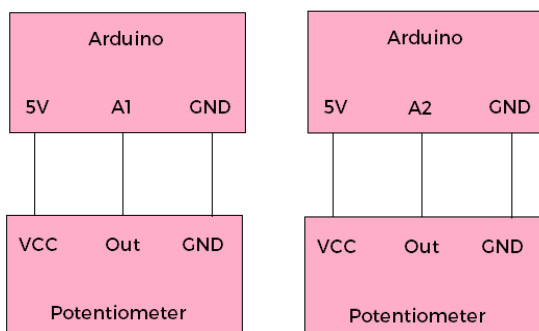 Arduino
5V A1 GND
VCC Out GND
Potentiometer
Arduino
5V A2 GND
VCC Out GND
Potentiometer